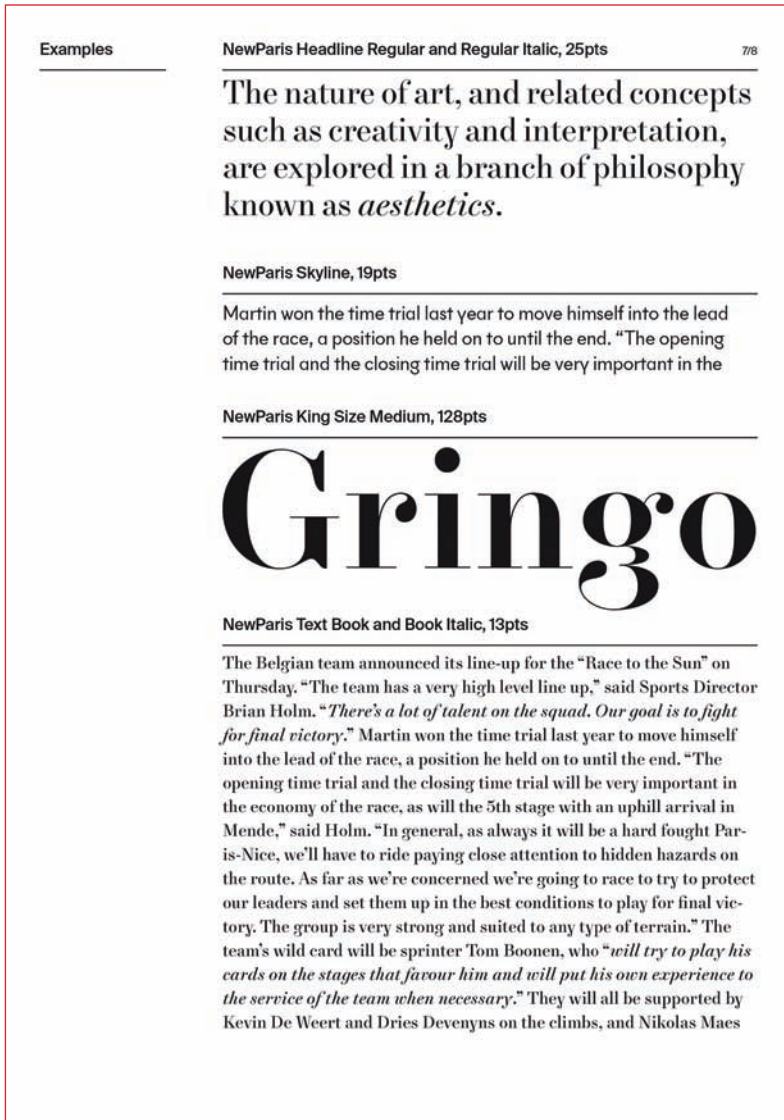 Examples
NewParis Headline Regular and Regular Italic, 25pts
7/8
The nature of art, and related concepts
such as creativity and interpretation,
are explored in a branch of philosophy
known as aesthetics.
NewParis Skyline, 19pts
Martin won the time trial last year to move himself into the lead
of the race, a position he held on to until the end. “The opening
time trial and the closing time trial will be very important in the
NewParis King Size Medium, 128pts
Gringo
NewParis Text Book and Book Italic, 13pts
The Belgian team announced its line-up for the “Race to the Sun” on
Thursday. “The team has a very high level line up,” said Sports Director
Brian Holm. “There’s a lot of talent on the squad. Our goal is to fight
for final victory.” Martin won the time trial last year to move himself
into the lead of the race, a position he held on to until the end. “The
opening time trial and the closing time trial will be very important in
the economy of the race, as will the 5th stage with an uphill arrival in
Mende,” said Holm. “In general, as always it will be a hard fought Par-
is-Nice, we’ll have to ride paying close attention to hidden hazards on
the route. As far as we’re concerned we’re going to race to try to protect
our leaders and set them up in the best conditions to play for final vic-
tory. The group is very strong and suited to any type of terrain.” The
team’s wild card will be sprinter Tom Boonen, who “will try to play his
cards on the stages that favour him and will put his own experience to
the service of the team when necessary.” They will all be supported by
Kevin De Weert and Dries Devenyns on the climbs, and Nikolas Maes